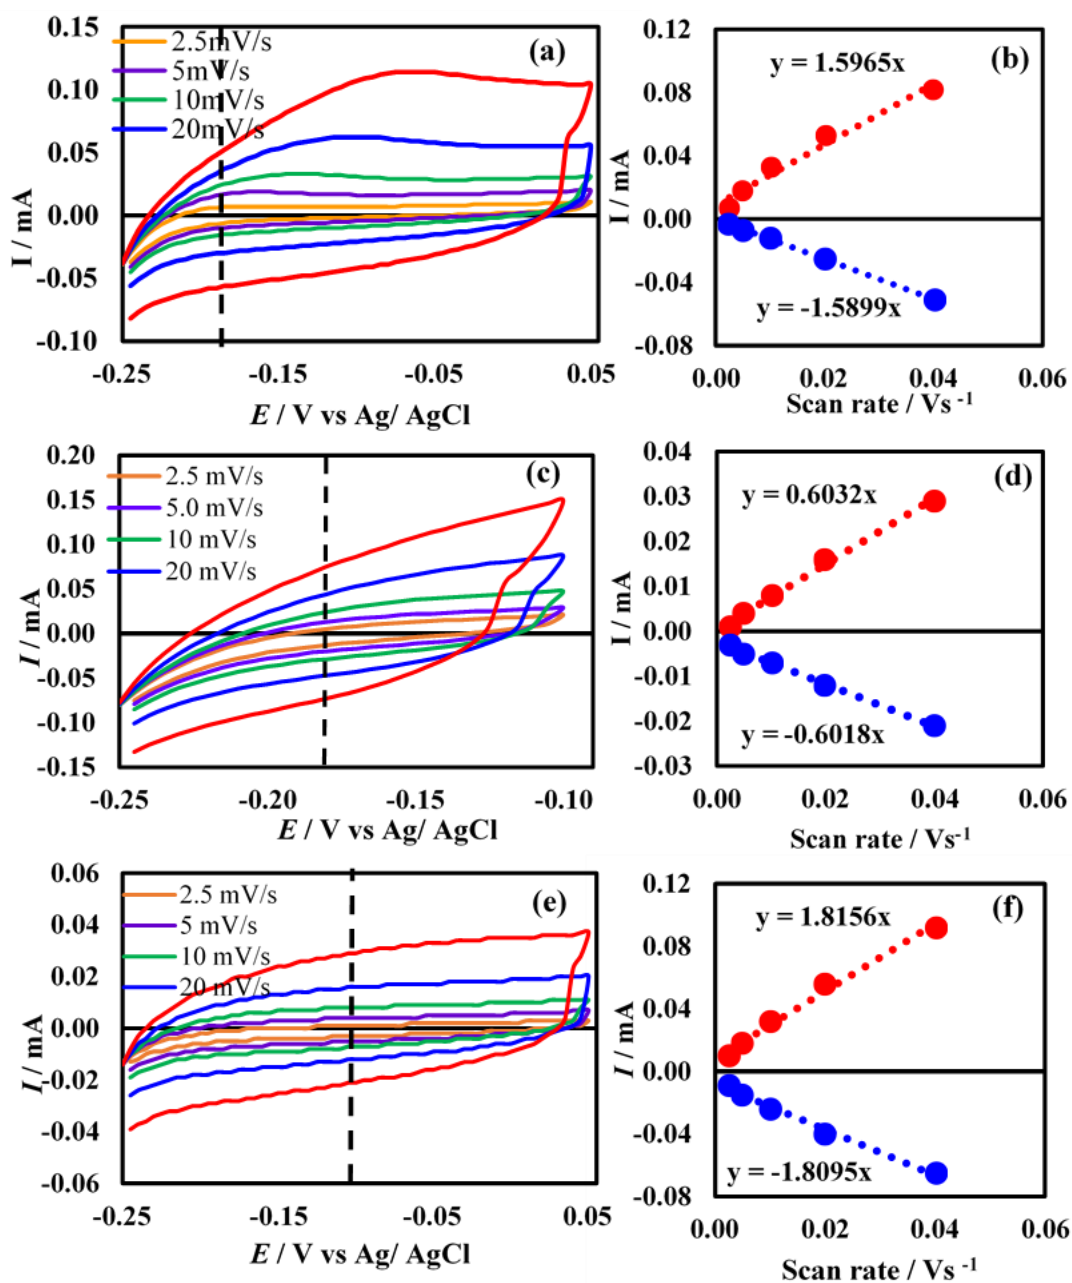 (a)
2.5mV/s
5mV/s
10mV/s
20mV/s
I / mA
0.15
0.10
0.05
0.00
-0.05
-0.10
-0.25
-0.15
-0.05
0.05
E / V vs Ag/ AgCl
(b)
y = 1.5965x
y = -1.5899x
I / mA
0.12
0.08
0.04
0.00
-0.04
-0.08
0.00
0.02
0.04
0.06
Scan rate / Vs -1
(c)
2.5 mV/s
5.0 mV/s
10 mV/s
20 mV/s
I / mA
0.20
0.15
0.10
0.05
0.00
-0.05
-0.10
-0.15
-0.25
-0.20
-0.15
-0.10
E / V vs Ag/ AgCl
(d)
y = 0.6032x
y = -0.6018x
I / mA
0.04
0.03
0.02
0.01
0.00
-0.01
-0.02
-0.03
0.00
0.02
0.04
0.06
Scan rate / Vs-1
(e)
2.5 mV/s
5 mV/s
10 mV/s
20 mV/s
I / mA
0.06
0.04
0.02
0.00
-0.02
-0.04
-0.06
-0.25
-0.15
-0.05
0.05
E / V vs Ag/ AgCl
(f)
y = 1.8156x
y = -1.8095x
I / mA
0.12
0.08
0.04
0.00
-0.04
-0.08
0.00
0.02
0.04
0.06
Scan rate / Vs -1